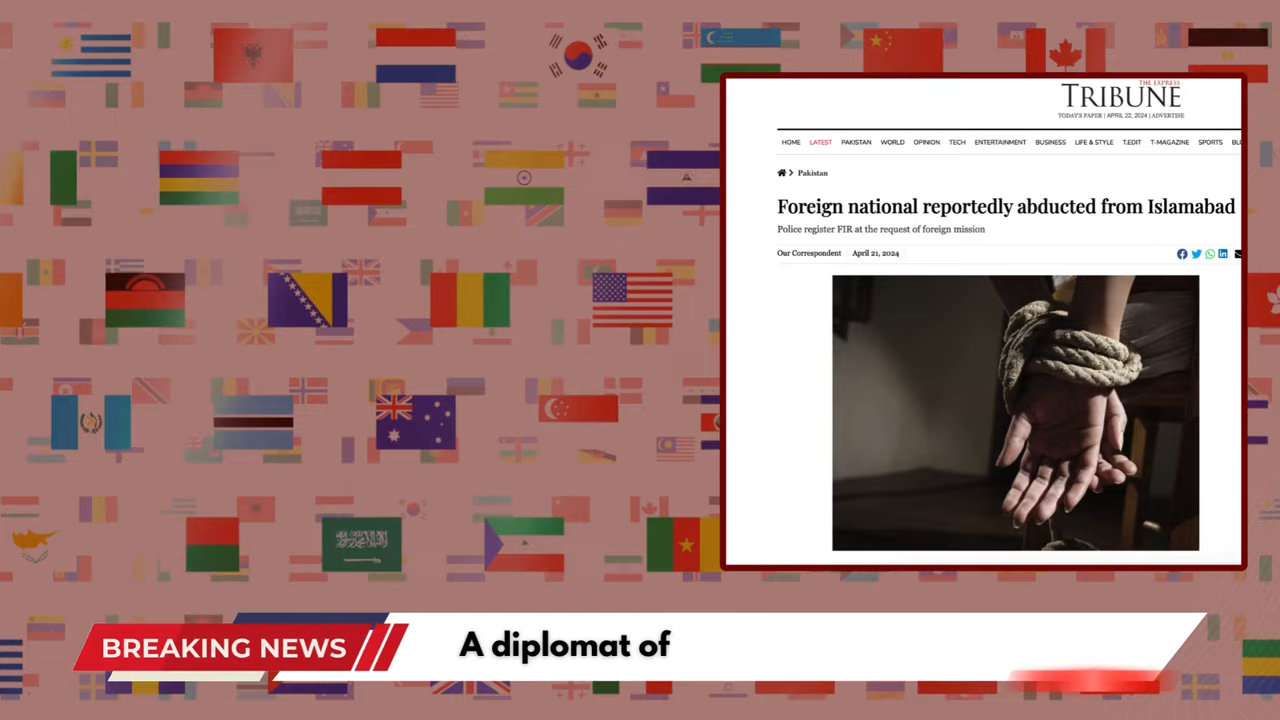 THE EXPRESS
TRIBUNE
TODAY'S PAPER | APRIL 22, 2024 | ADVERTISE
HOME LATEST PAKISTAN WORLD OPINION TECH ENTERTAINMENT BUSINESS LIFE & STYLE T.EDIT T-MAGAZINE SPORTS
Pakistan
Foreign national reportedly abducted from Islamabad
Police register FIR at the request of foreign mission
Our Correspondent April 21, 2024
BREAKING NEWS
A diplomat of